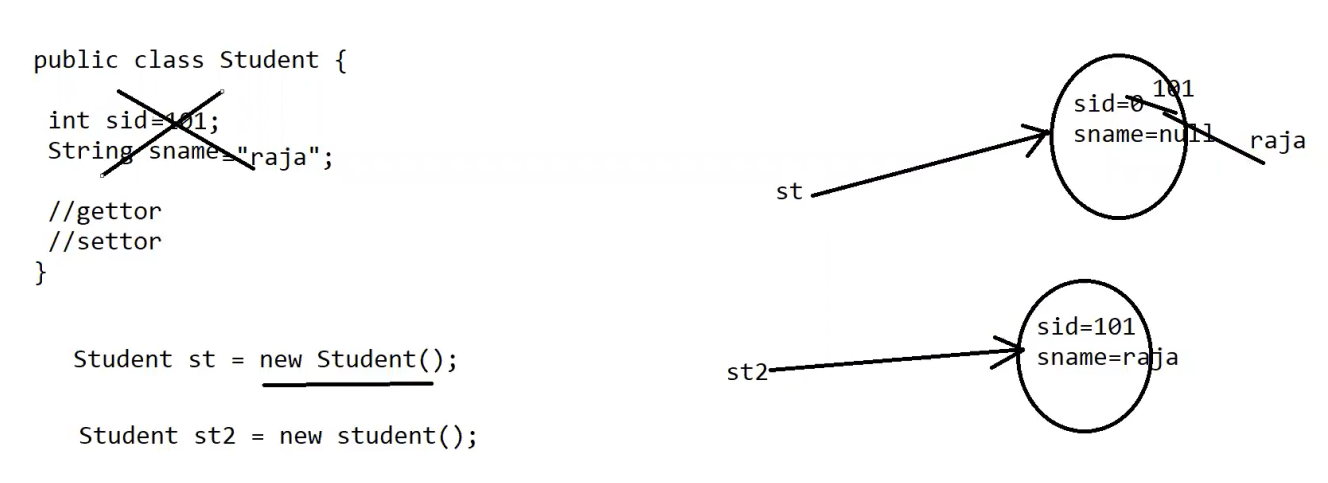 public class Student {
int sid=101;
String sname="raja";
//gettor
//settor
}
Student st = new Student();
Student st2 = new student();
101
sid=0
sname=null
raja
st
sid=101
sname=raja
st2